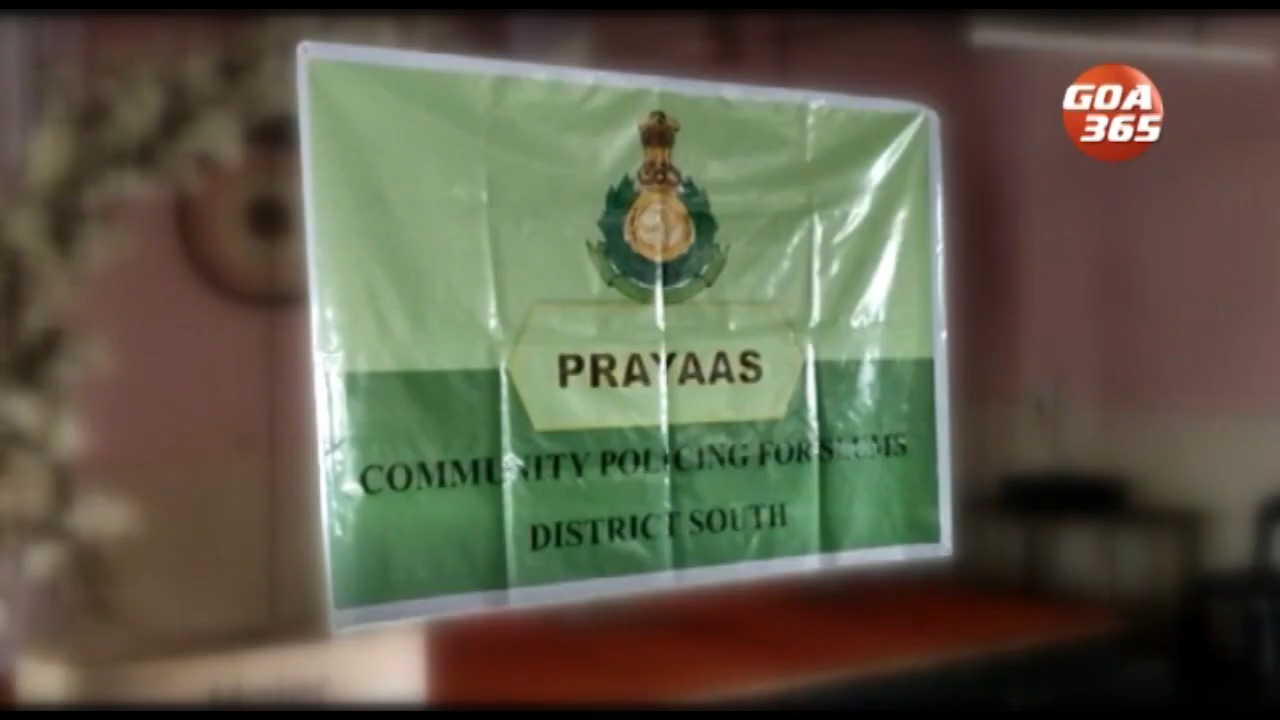 GOA
365
PRAYAAS
COMMUNITY POLICING FOR SLUMS
DISTRICT SOUTH